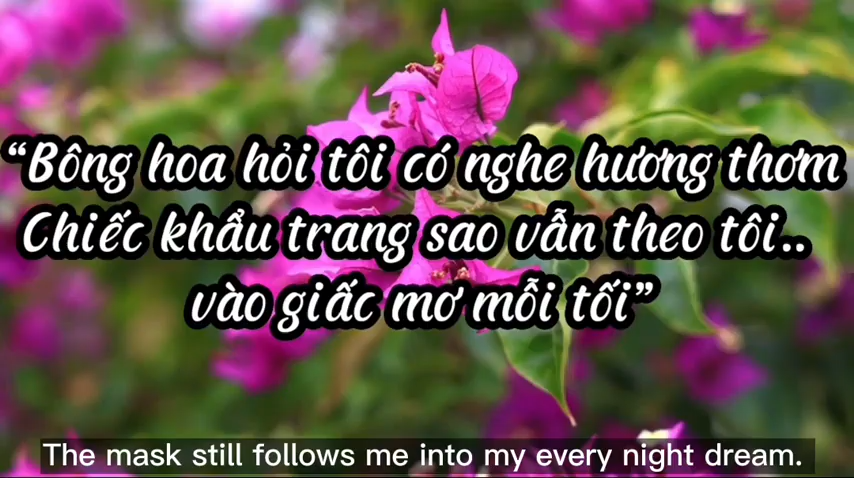 “Bông hoa hỏi tôi có nghe hương thơm
Chiếc khẩu trang sao vẫn theo tôi..
vào giấc mơ mỗi tối”
The mask still follows me into my every night dream.